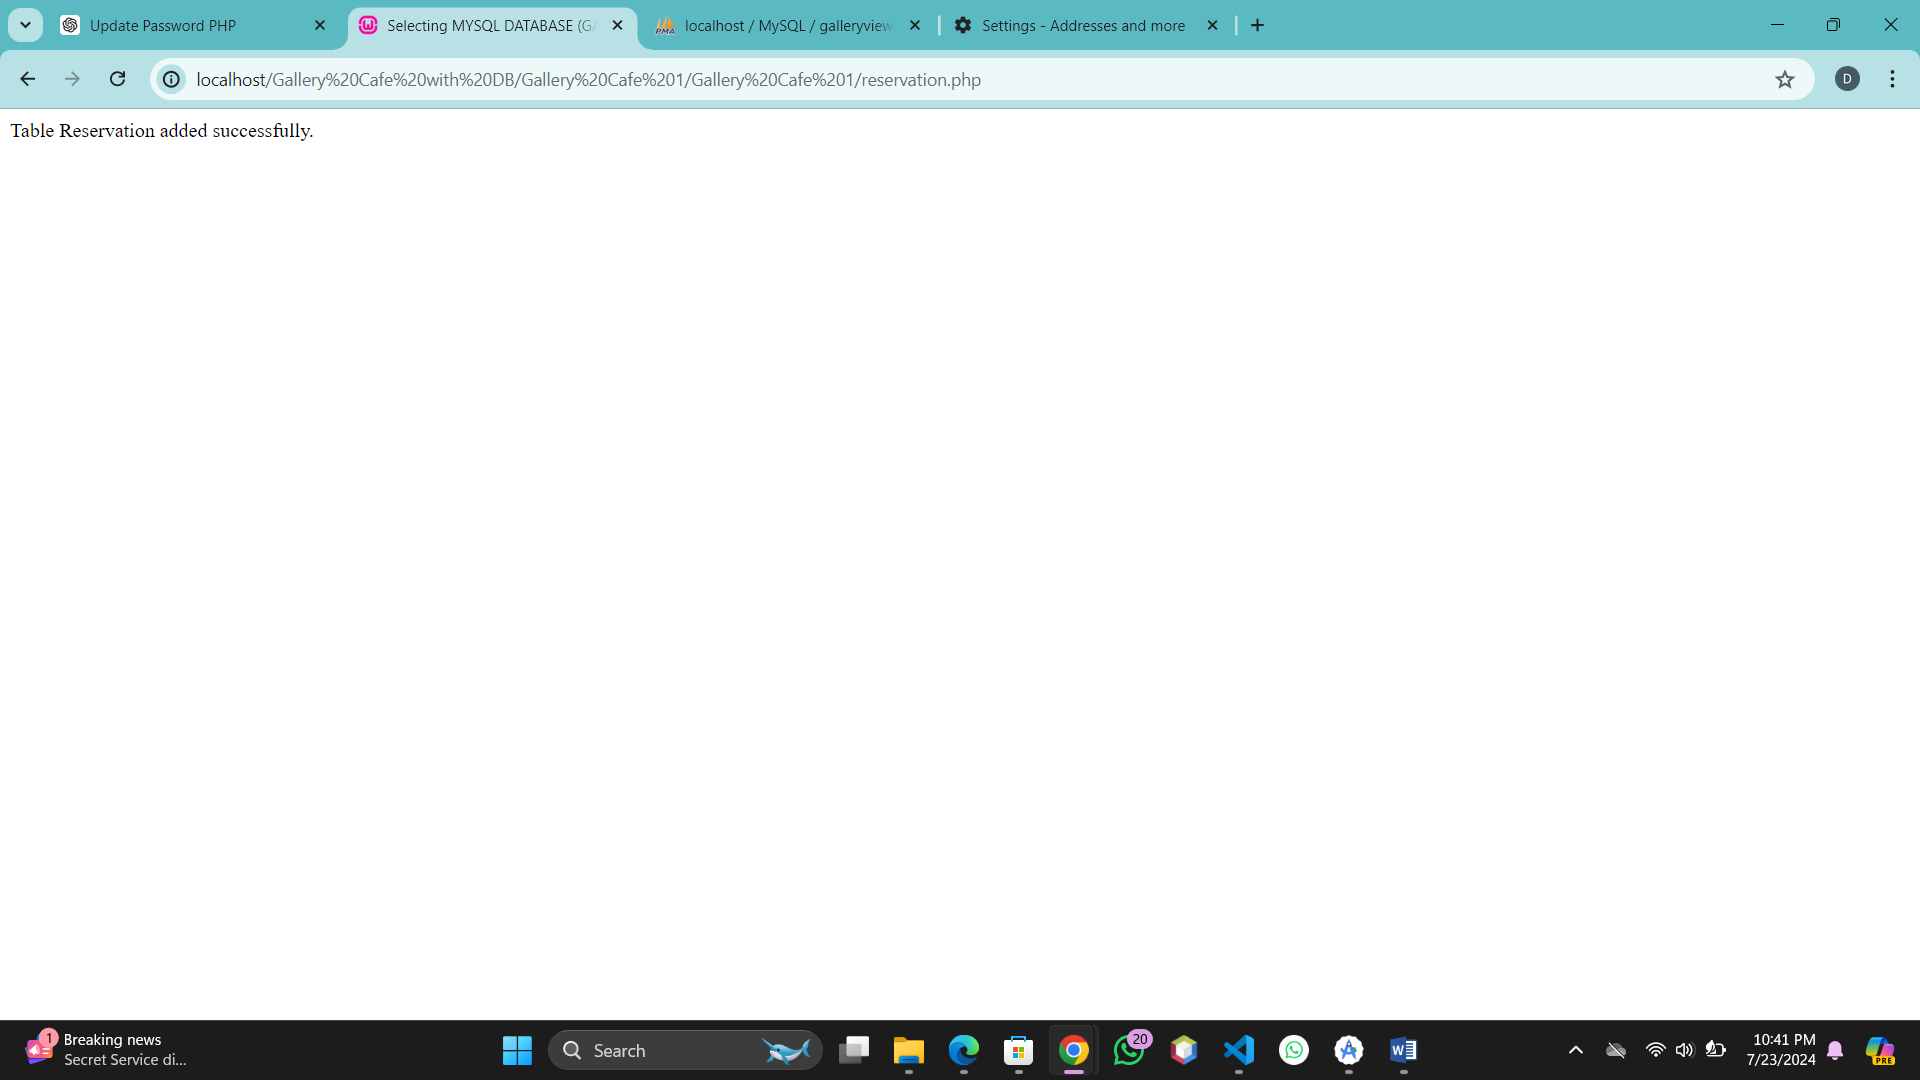 Update Password PHP
Selecting MYSQL DATABASE (GA
localhost / MySQL / galleryview
Settings - Addresses and more
localhost/Gallery%20Cafe%20with%20DB/Gallery%20Cafe%201/Gallery%20Cafe%201/reservation.php
D
Table Reservation added successfully.
1
Breaking news
Secret Service di...
Search
20
10:41 PM
7/23/2024
PRE